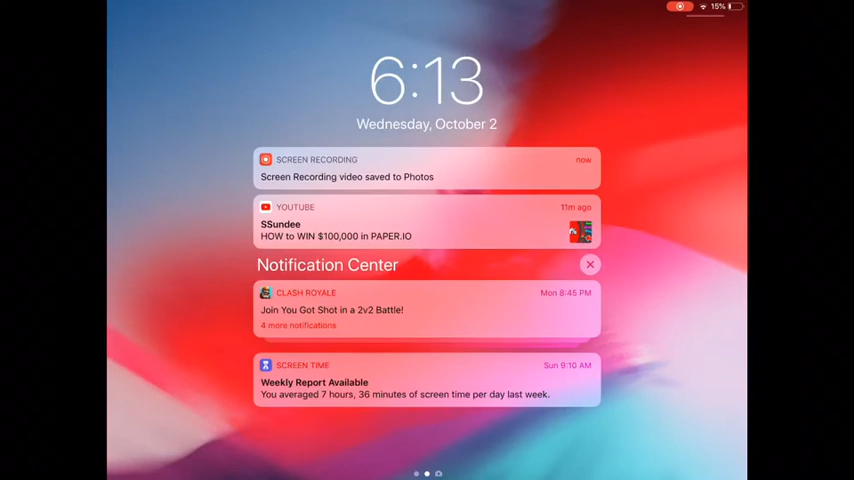 15%
6:13
Wednesday, October 2
SCREEN RECORDING now
Screen Recording video saved to Photos
YOUTUBE 11m ago
SSundee
HOW to WIN $100,000 in PAPER.IO
Notification Center
CLASH ROYALE Mon 8:45 PM
Join You Got Shot in a 2v2 Battle!
4 more notifications
SCREEN TIME Sun 9:10 AM
Weekly Report Available
You averaged 7 hours, 36 minutes of screen time per day last week.